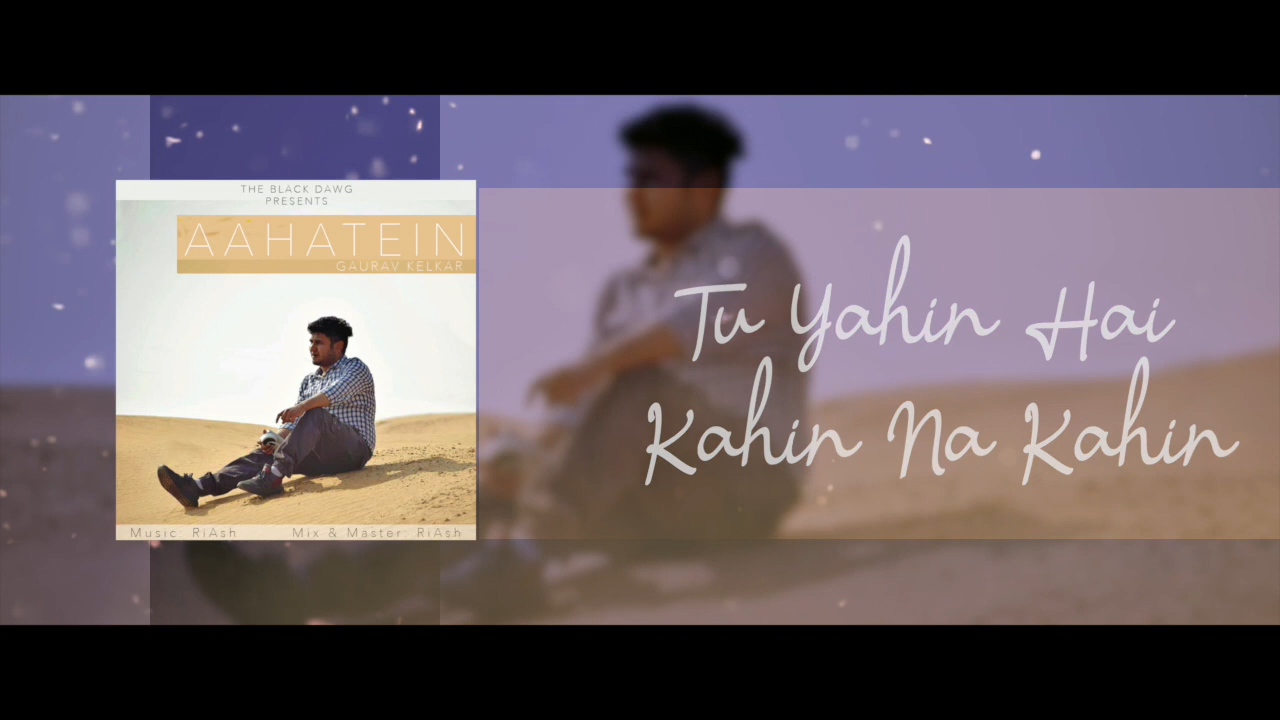 THE BLACK DAWG
PRESENTS
AAHATEIN
GAURAV KELKAR
Music: RiAsh
Mix & Master: RiAsh
Tu Yahin Hai
Kahin Na Kahin